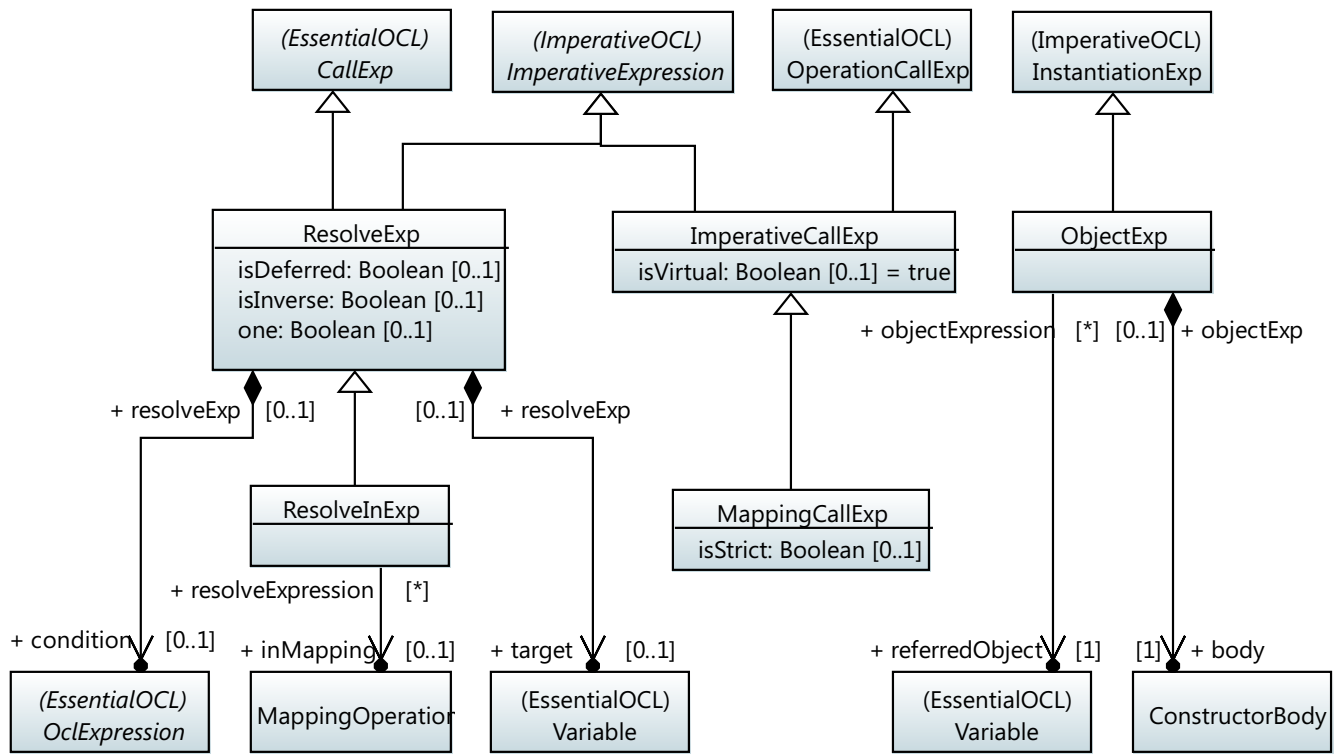 (EssentialOCL)
CallExp
(ImperativeOCL)
ImperativeExpression
(EssentialOCL)
OperationCallExp
(ImperativeOCL)
InstantiationExp
ResolveExp
isDeferred: Boolean [0..1]
isInverse: Boolean [0..1]
one: Boolean [0..1]
ImperativeCallExp
isVirtual: Boolean [0..1] = true
ObjectExp
+ objectExpression [*] [0..1] + objectExp
+ resolveExp [0..1] [0..1] + resolveExp
ResolveInExp
MappingCallExp
isStrict: Boolean [0..1]
+ resolveExpression [*]
+ condition [0..1] + inMapping [0..1] + target [0..1] + referredObject [1] [1] + body
(EssentialOCL)
OclExpression
MappingOperation
(EssentialOCL)
Variable
(EssentialOCL)
Variable
ConstructorBody